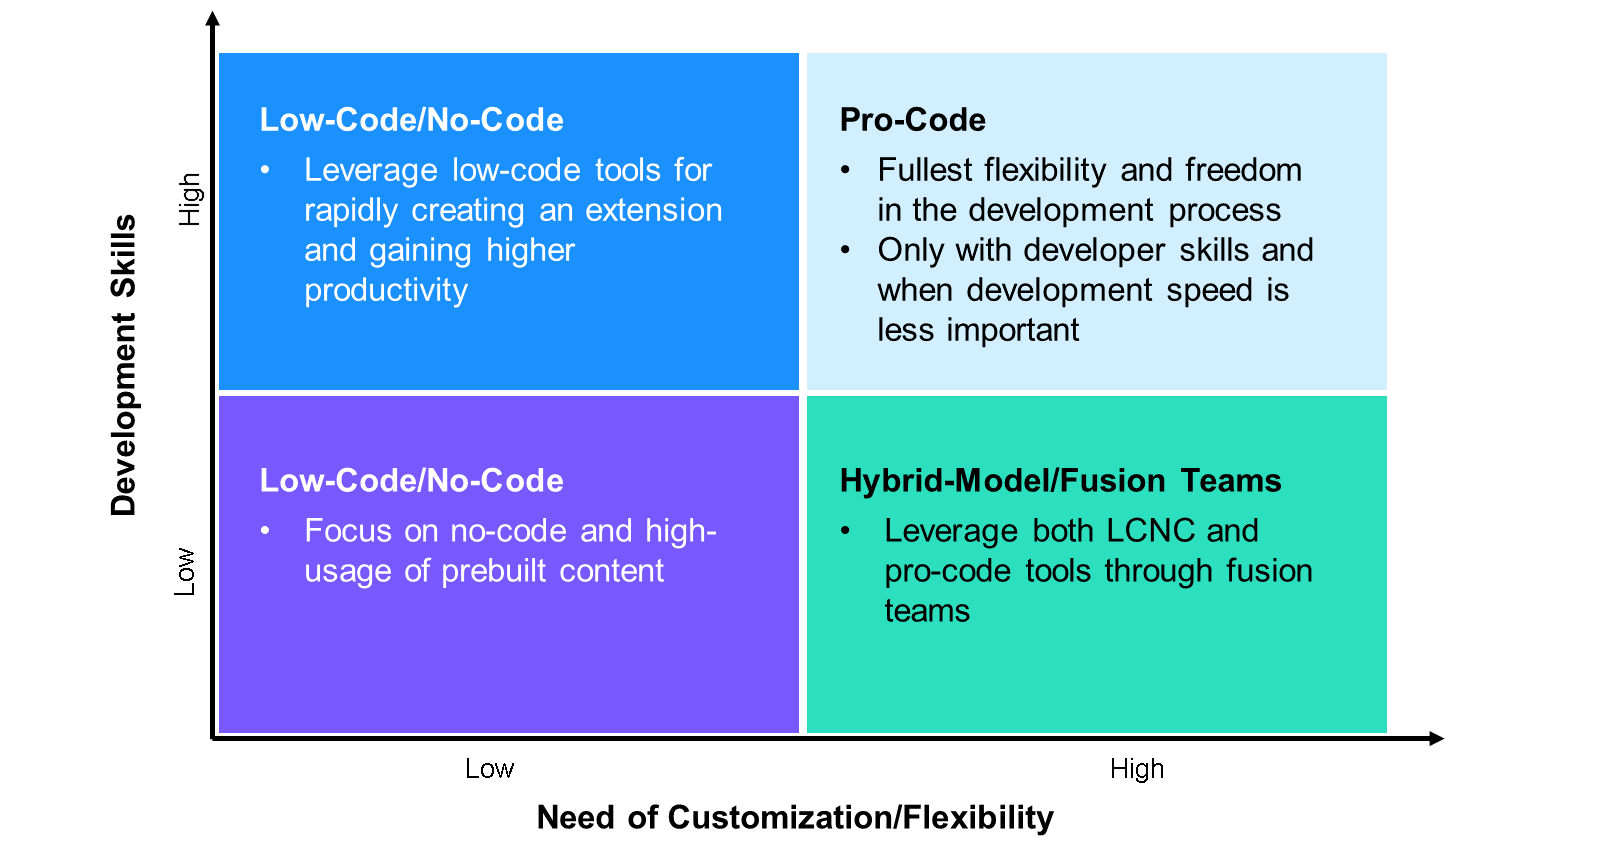 Low-Code/No-Code
• Leverage low-code tools for
rapidly creating an extension
and gaining higher
productivity
Pro-Code
• Fullest flexibility and freedom
in the development process
• Only with developer skills and
when development speed is
less important
High
Development Skills
Low-Code/No-Code
• Focus on no-code and high-
usage of prebuilt content
Hybrid-Model/Fusion Teams
• Leverage both LCNC and
pro-code tools through fusion
teams
Low
Low
High
Need of Customization/Flexibility